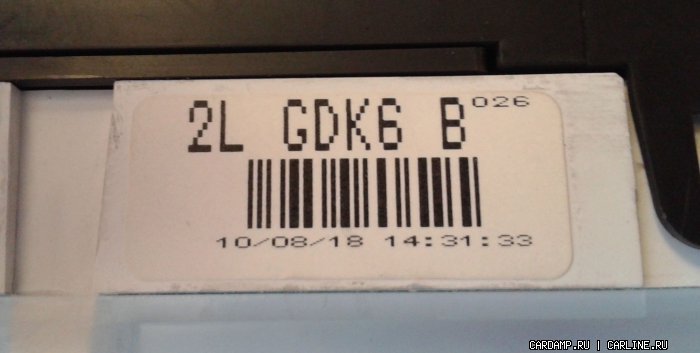 2L GDK6 B 026
10/08/18 14:31:33
CARDAMP.RU | CARLINE.RU